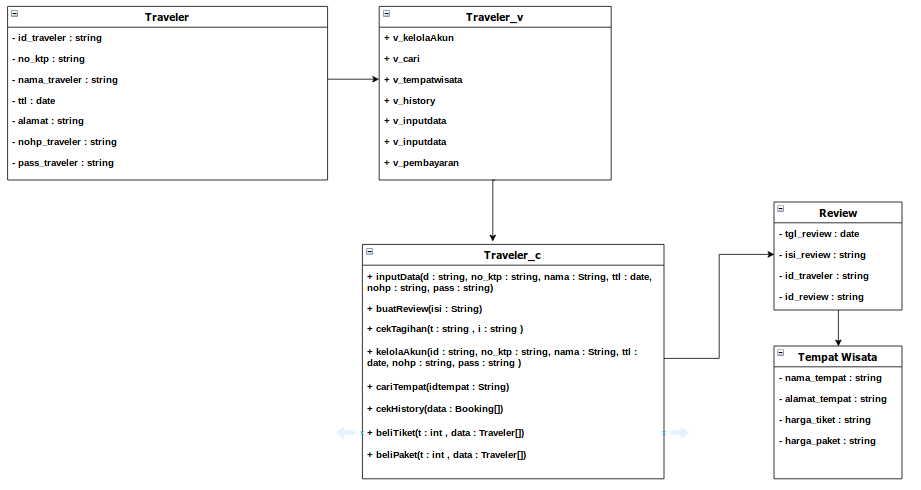 Traveler
- id_traveler : string
- no_ktp : string
- nama_traveler : string
- ttl : date
- alamat : string
- nohp_traveler : string
- pass_traveler : string
Traveler_v
+ v_kelolaAkun
+ v_cari
+ v_tempatwisata
+ v_history
+ v_inputdata
+ v_inputdata
+ v_pembayaran
Traveler_c
+ inputData(d : string, no_ktp : string, nama : String, ttl : date,
nohp : string, pass : string)
+ buatReview(isi : String)
+ cekTagihan(t : string , i : string )
+ kelolaAkun(id : string, no_ktp : string, nama : String, ttl :
date, nohp : string, pass : string )
+ cariTempat(idtempat : String)
+ cekHistory(data : Booking[])
+ beliTiket(t : int , data : Traveler[])
+ beliPaket(t : int , data : Traveler[])
Review
- tgl_review : date
- isi_review : string
- id_traveler : string
- id_review : string
Tempat Wisata
- nama_tempat : string
- alamat_tempat : string
- harga_tiket : string
- harga_paket : string